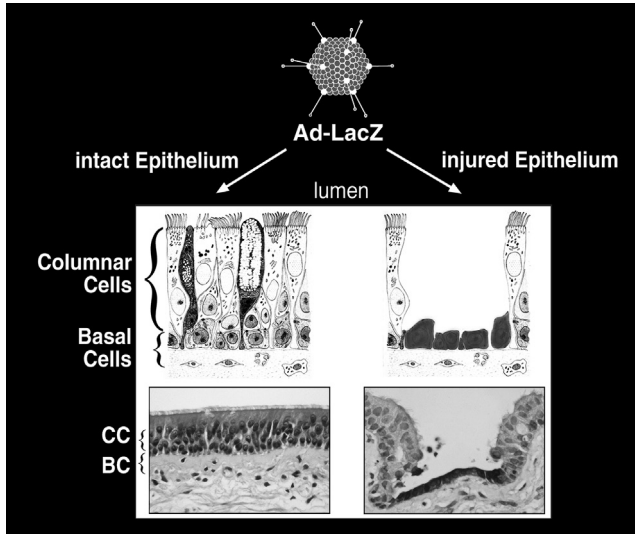 Ad-LacZ
intact Epithelium
injured Epithelium
lumen
Columnar
Cells
Basal
Cells
CC
BC